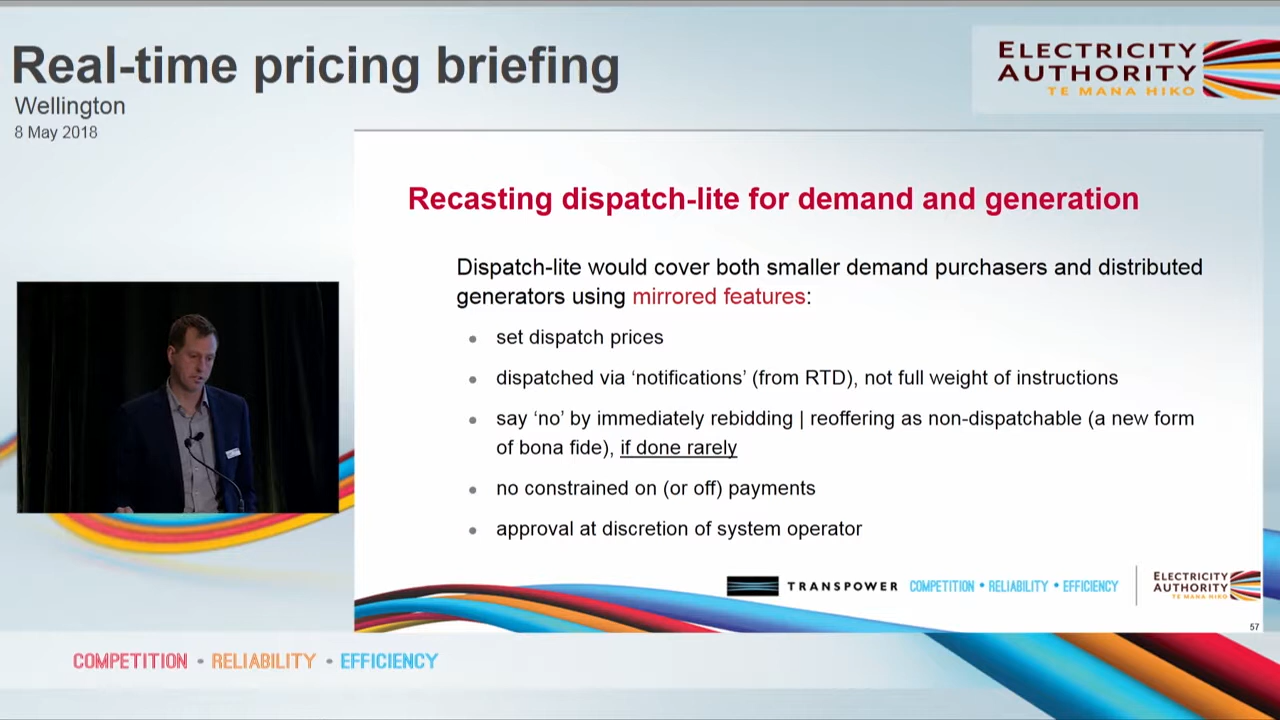 Real-time pricing briefing
Wellington
8 May 2018
ELECTRICITY
AUTHORITY
TE MANA HIKO
Recasting dispatch-lite for demand and generation
Dispatch-lite would cover both smaller demand purchasers and distributed
generators using mirrored features:
• set dispatch prices
• dispatched via ‘notifications’ (from RTD), not full weight of instructions
• say ‘no’ by immediately rebidding | reoffering as non-dispatchable (a new form
of bona fide), if done rarely
• no constrained on (or off) payments
• approval at discretion of system operator
TRANSPOWER COMPETITION • RELIABILITY • EFFICIENCY
ELECTRICITY
AUTHORITY
TE MANA HIKO
57
COMPETITION • RELIABILITY • EFFICIENCY